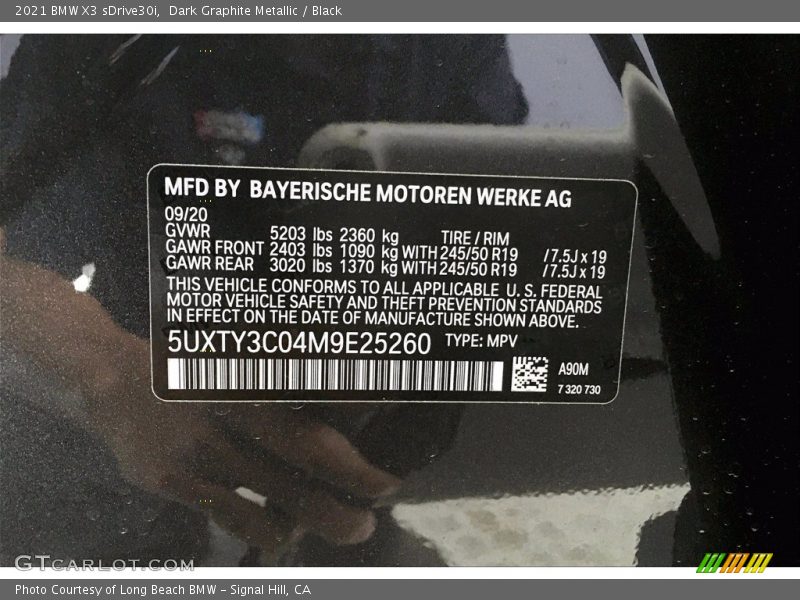 2021 BMW X3 sDrive30i, Dark Graphite Metallic / Black
MFD BY BAYERISCHE MOTOREN WERKE AG
09/20
GVWR 5203 lbs 2360 kg TIRE / RIM
GAWR FRONT 2403 lbs 1090 kg WITH 245/50 R19 / 7.5J x 19
GAWR REAR 3020 lbs 1370 kg WITH 245/50 R19 / 7.5J x 19
THIS VEHICLE CONFORMS TO ALL APPLICABLE U. S. FEDERAL
MOTOR VEHICLE SAFETY AND THEFT PREVENTION STANDARDS
IN EFFECT ON THE DATE OF MANUFACTURE SHOWN ABOVE.
5UXTY3C04M9E25260 TYPE: MPV
A90M
7 320 730
GTCARLOT.COM
Photo Courtesy of Long Beach BMW - Signal Hill, CA